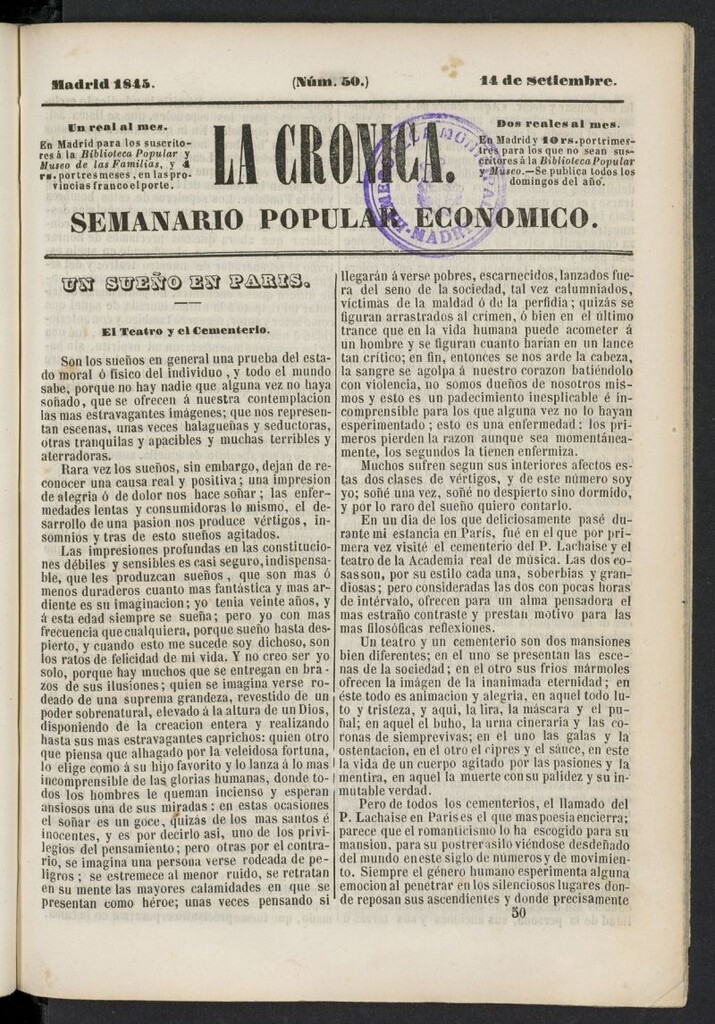 Madrid 1845.
(Núm. 50.)
14 de Setiembre.
Un real al mes.
En Madrid para los suscrito-
res á la Biblioteca Popular y
Museo de las Familias, y 4
rs. por tres meses, en las pro-
vincias franco el porte.
LA CRONICA.
Dos reales al mes.
En Madrid y 10 rs. por trimes-
tres para los que no sean sus-
critores á la Biblioteca Popular
y Museo.—Se publica todos los
domingos del año.
SEMANARIO POPULAR ECONOMICO.
MADRID
UN SUEÑO EN PARIS.
El Teatro y el Cementerio.
Son los sueños en general una prueba del esta-
do moral ó físico del individuo, y todo el mundo
sabe, porque no hay nadie que alguna vez no haya
soñado, que se ofrecen á nuestra contemplacion
las mas estravagantes imágenes; que nos represen-
tan escenas, unas veces halagueñas y seductoras,
otras tranquilas y apacibles y muchas terribles y
aterradoras.
Rara vez los sueños, sin embargo, dejan de re-
conocer una causa real y positiva; una impresion
de alegria ó de dolor nos hace soñar; las enfer-
medades lentas y consumidoras lo mismo, el de-
sarrollo de una pasion nos produce vértigos, in-
somnios y tras de esto sueños agitados.
Las impresiones profundas en las constitucio-
nes débiles y sensibles es casi seguro, indispensa-
ble, que les produzcan sueños, que son mas ó
menos duraderos cuanto mas fantástica y mas ar-
diente es su imaginacion; yo tenia veinte años, y
á esta edad siempre se sueña; pero yo con mas
frecuencia que cualquiera, porque sueño hasta des-
pierto, y cuando esto me sucede soy dichoso, son
los ratos de felicidad de mi vida. Y no creo ser yo
solo, porque hay muchos que se entregan en bra-
zos de sus ilusiones; quien se imagina verse ro-
deado de una suprema grandeza, revestido de un
poder sobrenatural, elevado á la altura de un Dios,
disponiendo de la creacion entera y realizando
hasta sus mas estravagantes caprichos: quien otro
que piensa que alhagado por la veleidosa fortuna,
lo elige como á su hijo favorito y lo lanza á lo mas
incomprensible de las glorias humanas, donde to-
dos los hombres le queman incienso y esperan
ansiosos una de sus miradas: en estas ocasiones
el soñar es un goce, quizás de los mas santos é
inocentes, y es por decirlo asi, uno de los privi-
legios del pensamiento; pero otras por el contra-
rio, se imagina una persona verse rodeada de pe-
ligros; se estremece al menor ruido, se retratan
en su mente las mayores calamidades en que se
presentan como héroe; unas veces pensando si
llegarán á verse pobres, escarnecidos, lanzados fue-
ra del seno de la sociedad, tal vez calumniados,
víctimas de la maldad ó de la perfidia; quizás se
figuran arrastrados al crimen, ó bien en el último
trance que en la vida humana puede acometer á
un hombre y se figuran cuanto harian en un lance
tan crítico; en fin, entonces se nos arde la cabeza,
la sangre se agolpa á nuestro corazon batiéndolo
con violencia, no somos dueños de nosotros mis-
mos y esto es un padecimiento inesplicable é in-
comprensible para los que alguna vez no lo hayan
esperimentado; esto es una enfermedad: los pri-
meros pierden la razon aunque sea momentánea-
mente, los segundos la tienen enfermiza.
Muchos sufren segun sus interiores afectos es-
tas dos clases de vértigos, y de este número soy
yo; soñé una vez, soñé no despierto sino dormido,
y por lo raro del sueño quiero contarlo.
En un dia de los que deliciosamente pasé du-
rante mi estancia en París, fué en el que por pri-
mera vez visité el cementerio del P. Lachaise y el
teatro de la Academia real de música. Las dos co-
sas son, por su estilo cada una, soberbias y gran-
diosas; pero consideradas las dos con pocas horas
de intérvalo, ofrecen para un alma pensadora el
mas estraño contraste y prestan motivo para las
mas filosóficas reflexiones.
Un teatro y un cementerio son dos mansiones
bien diferentes; en el uno se presentan las esce-
nas de la sociedad; en el otro sus frios mármoles
ofrecen la imágen de la inanimada eternidad; en
éste todo es animacion y alegria, en aquel todo lu-
to y tristeza, y aqui, la lira, la máscara y el pu-
ñal; en aquel el buho, la urna cineraria y las co-
ronas de siemprevivas; en el uno las galas y la
ostentacion, en el otro el cipres y el sánce, en este
la vida de un cuerpo agitado por las pasiones y la
mentira, en aquel la muerte con su palidez y su in-
mutable verdad.
Pero de todos los cementerios, el llamado del
P. Lachaise en Paris es el que mas poesia encierra;
parece que el romanticismo lo ha escogido para su
mansion, para su postrer asilo viéndose desdeñado
del mundo en este siglo de números y de movimien-
to. Siempre el género humano esperimenta alguna
emocion al penetrar en los silenciosos lugares don-
de reposan sus ascendientes y donde precisamente
50